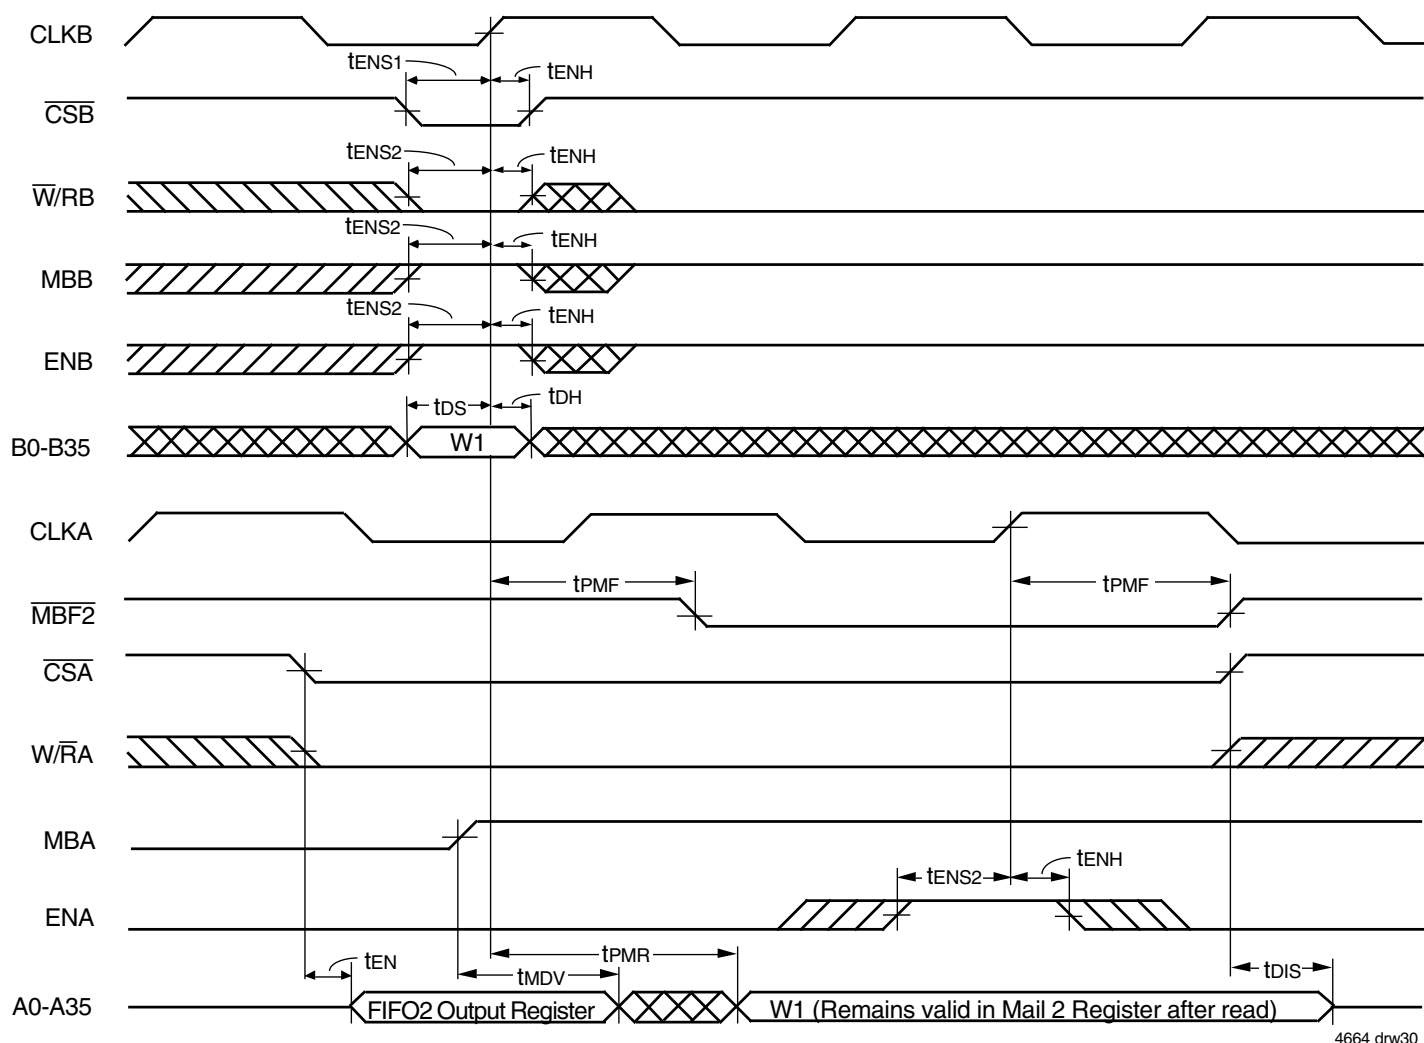 CLKB
tENS1
tENH
CSB
tENS2
tENH
W/RB
tENS2
tENH
MBB
tENS2
tENH
ENB
tDS
tDH
B0-B35
W1
CLKA
tPMF
tPMF
MBF2
CSA
W/RA
MBA
tENS2
tENH
ENA
tEN
tMDV
tPMR
tDIS
A0-A35
FIFO2 Output Register
W1 (Remains valid in Mail 2 Register after read)
4664 drw30